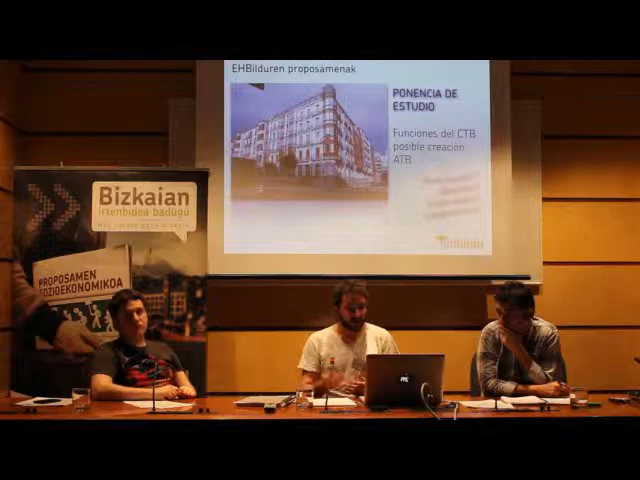 EHBilduren proposamenak
PONENCIA DE
ESTUDIO
Funciones del CTB
posible creación
ATB
Bizkaian
irtenbidea badugu
PROPOSAMEN
SOZIOEKONOMIKOA